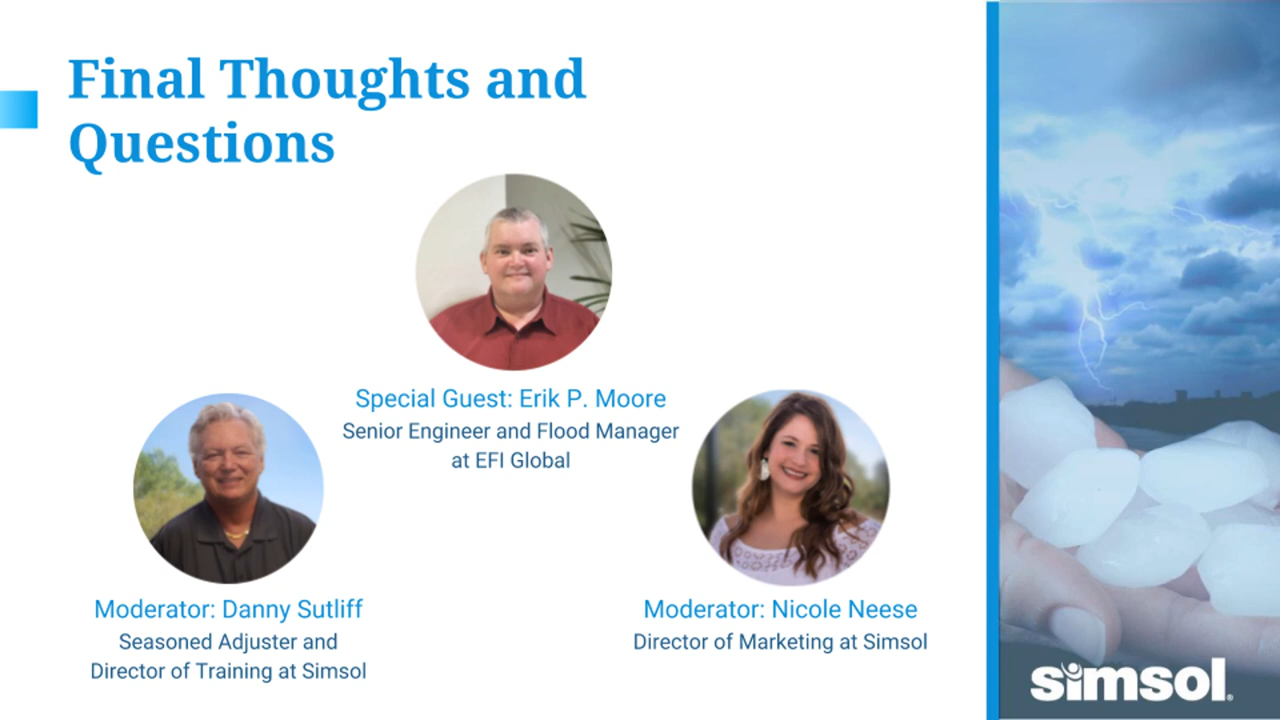 Final Thoughts and
Questions
Special Guest: Erik P. Moore
Senior Engineer and Flood Manager
at EFI Global
Moderator: Danny Sutliff
Seasoned Adjuster and
Director of Training at Simsol
Moderator: Nicole Neese
Director of Marketing at Simsol
simsol®